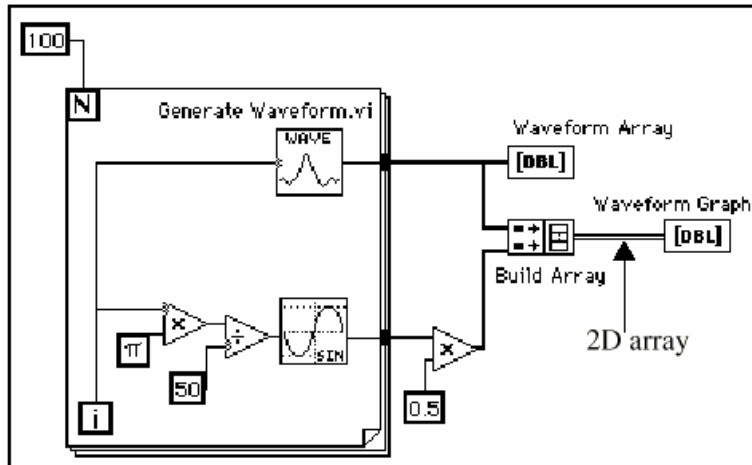 100
N
Generate Waveform.vi
WAVE
Waveform Array
[DBL]
Waveform Graph
[DBL]
Build Array
×
π
÷
50
SIN
×
0.5
2D array
i